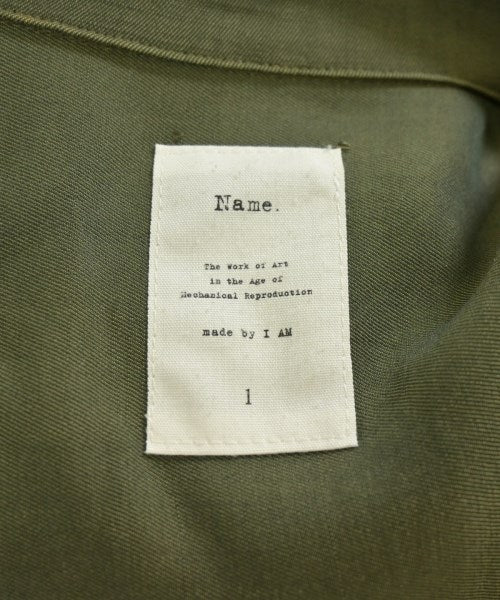 Name.
The Work of Art
in the Age of
Mechanical Reproduction
made by I AM
1